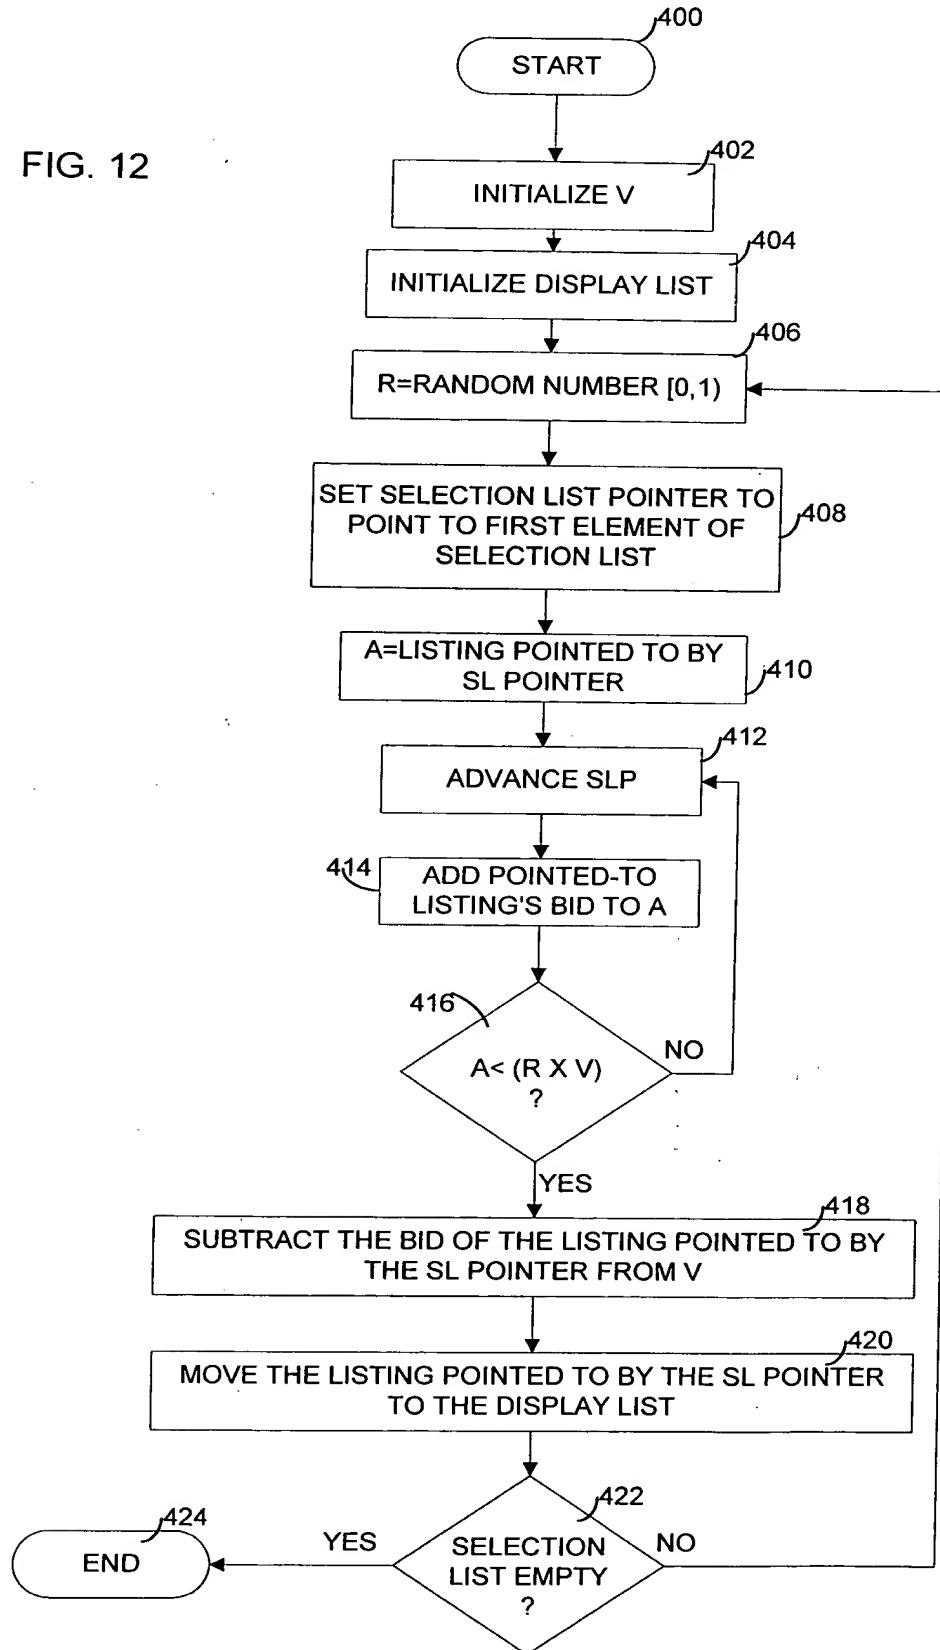 400
START
FIG. 12
402
INITIALIZE V
404
INITIALIZE DISPLAY LIST
406
R=RANDOM NUMBER [0,1)
SET SELECTION LIST POINTER TO
POINT TO FIRST ELEMENT OF
SELECTION LIST
408
A=LISTING POINTED TO BY
SL POINTER
410
412
ADVANCE SLP
414
ADD POINTED-TO
LISTING'S BID TO A
416
A< (R X V)
?
NO
YES
418
SUBTRACT THE BID OF THE LISTING POINTED TO BY
THE SL POINTER FROM V
420
MOVE THE LISTING POINTED TO BY THE SL POINTER
TO THE DISPLAY LIST
422
SELECTION
LIST EMPTY
?
YES
NO
424
END